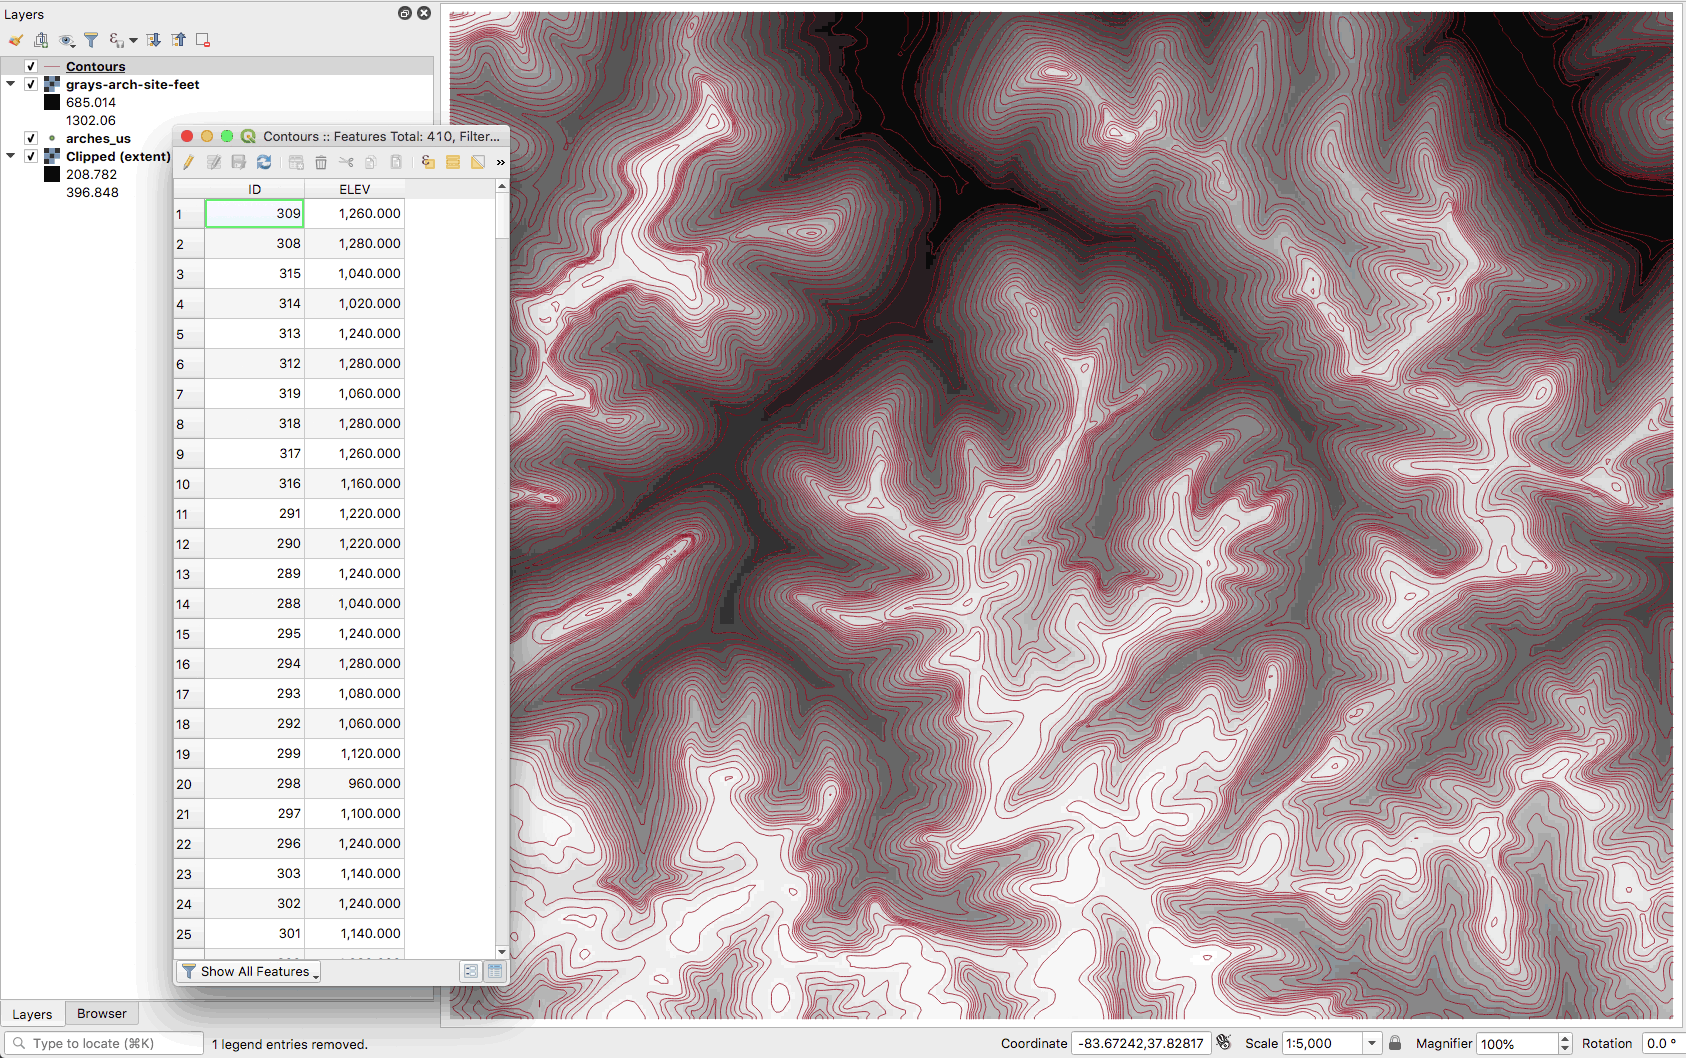 Layers
Contours
grays-arch-site-feet
685.014
1302.06
arches_us
Clipped (extent)
208.782
396.848
Contours :: Features Total: 410, Filter...
»
ID ELEV
1 309 1,260.000
2 308 1,280.000
3 315 1,040.000
4 314 1,020.000
5 313 1,240.000
6 312 1,280.000
7 319 1,060.000
8 318 1,280.000
9 317 1,260.000
10 316 1,160.000
11 291 1,220.000
12 290 1,220.000
13 289 1,240.000
14 288 1,040.000
15 295 1,240.000
16 294 1,280.000
17 293 1,080.000
18 292 1,060.000
19 299 1,120.000
20 298 960.000
21 297 1,100.000
22 296 1,240.000
23 303 1,140.000
24 302 1,240.000
25 301 1,140.000
Show All Features
Layers Browser
Type to locate (⌘K) 1 legend entries removed. Coordinate -83.67242,37.82817 Scale 1:5,000 Magnifier 100% Rotation 0.0 °